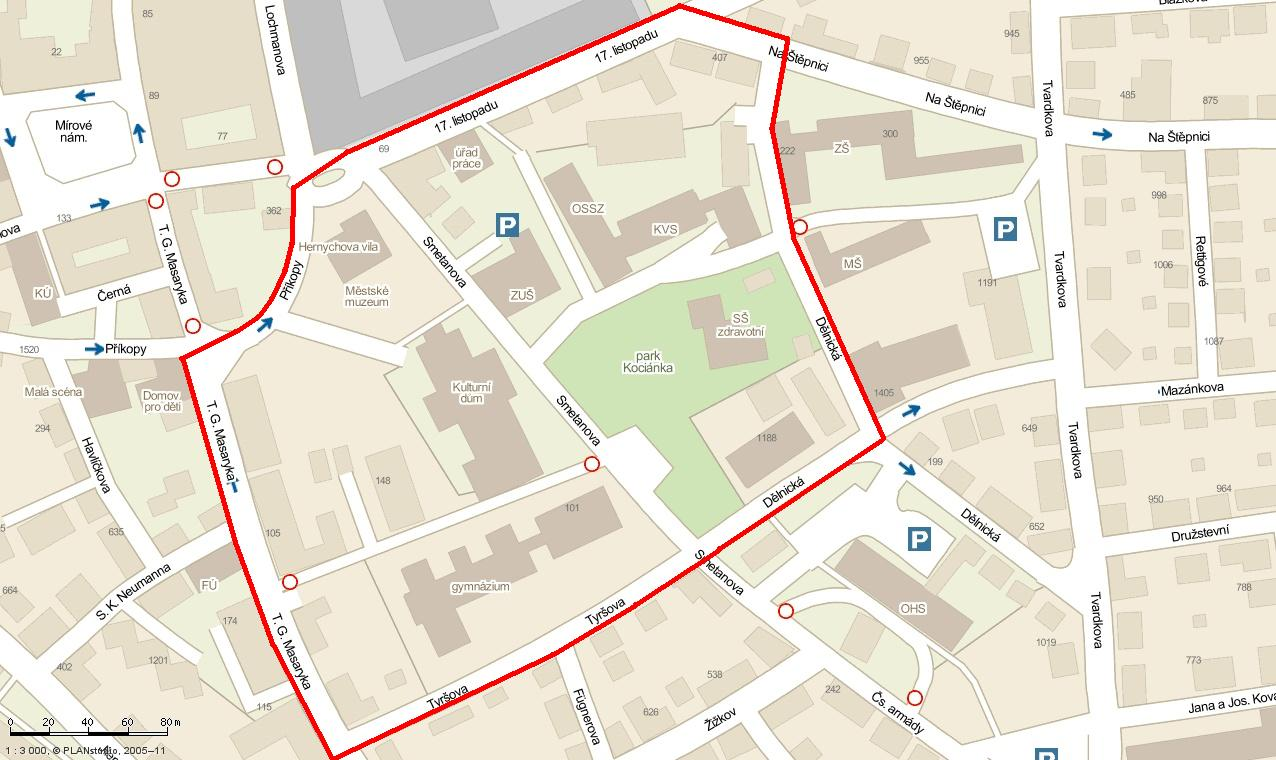 Blažkova
85
Lochmanova
945
22
17. listopadu
407
Na Štěpnici
955
Tvardkova
89
485
875
Na Štěpnici
Mírové
nám.
17. listopadu
77
300
ZŠ
Na Štěpnici
69
úřad
práce
222
998
133
362
OSSZ
P
KVS
P
T. G. Masaryka
Hernychova vila
Smetanova
MŠ
Rettigové
1006
Tvardkova
KÚ
Černá
Příkopy
Městské
muzeum
ZUŠ
1191
SŠ
zdravotní
Dělnická
1520
Příkopy
park
Kociánka
1087
Malá scéna
Domov
pro děti
Kulturní
dům
1405
Mazánkova
T. G. Masaryka
Smetanova
294
Havlíčkova
1188
649
Tvardkova
199
148
Dělnická
964
950
101
105
635
Dělnická
652
Družstevní
P
664
S. K. Neumanna
FÚ
gymnázium
Smetanova
788
Tyršova
OHS
174
T. G. Masaryka
Tvardkova
1019
402
1201
538
773
Tyršova
242
Fügnerova
626
Žižkov
Čs. armády
115
Jana a Jos. Kova
0 20 40 60 80 m
1 : 3 000, © PLANstudio, 2005–11
P